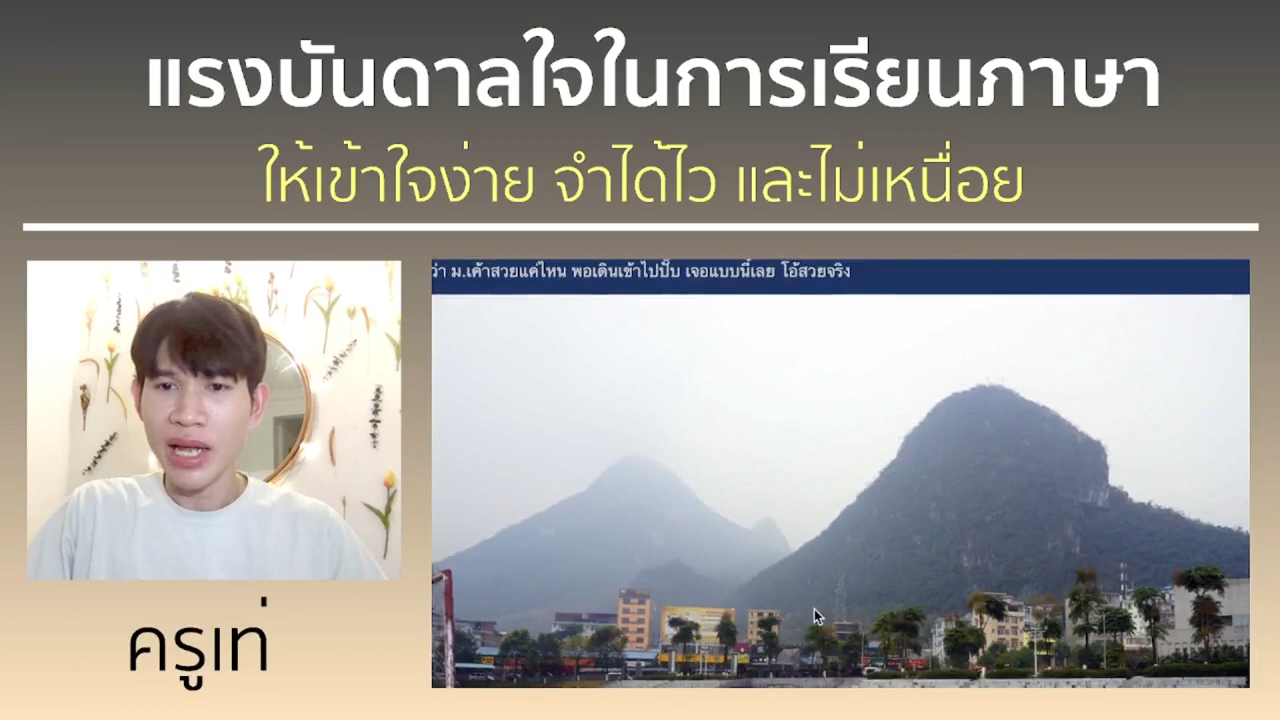 แรงบันดาลใจในการเรียนภาษา
ให้เข้าใจง่าย จำได้ไว และไม่เหนื่อย
ว่า ม.เค้าสวยแค่ไหน พอเดินเข้าไปปั๊บ เจอแบบนี้เลย โอ้สวยจริง
ครูเท่